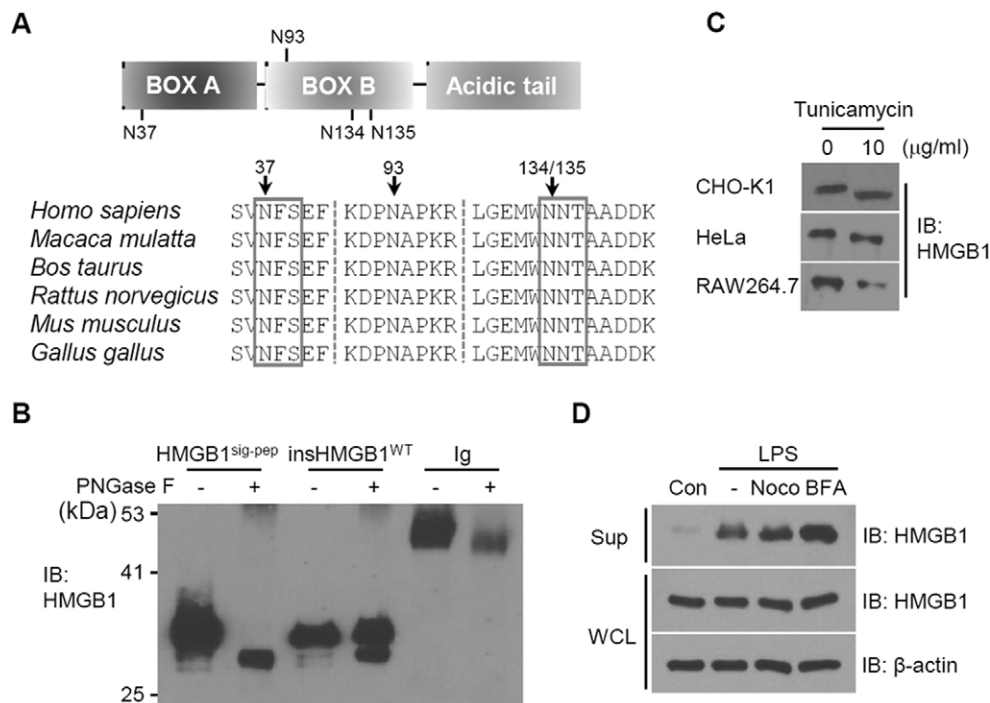 A
N93
BOX A
BOX B
Acidic tail
N37
N134
N135
37
93
134/135
Homo sapiens SVNFSEF KDPNAPKR LGEMWNNTAADDK
Macaca mulatta SVNFSEF KDPNAPKR LGEMWNNTAADDK
Bos taurus SVNFSEF KDPNAPKR LGEMWNNTAADDK
Rattus norvegicus SVNFSEF KDPNAPKR LGEMWNNTAADDK
Mus musculus SVNFSEF KDPNAPKR LGEMWNNTAADDK
Gallus gallus SVNFSEF KDPNAPKR LGEMWNNTAADDK
B
HMGB1sig-pep insHMGB1WT Ig
PNGase F - + - + - +
(kDa)
53
41
25
IB:
HMGB1
C
Tunicamycin
0 10 (μg/ml)
CHO-K1
HeLa
RAW264.7
IB:
HMGB1
D
LPS
Con - Noco BFA
Sup
IB: HMGB1
WCL
IB: HMGB1
IB: β-actin